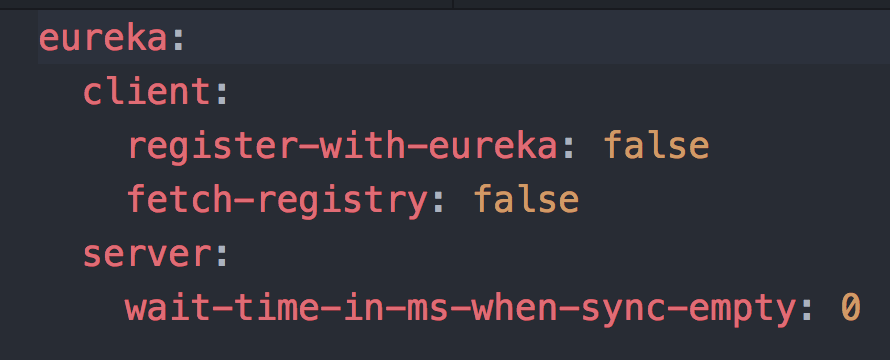 eureka:
  client:
    register-with-eureka: false
    fetch-registry: false
  server:
    wait-time-in-ms-when-sync-empty: 0